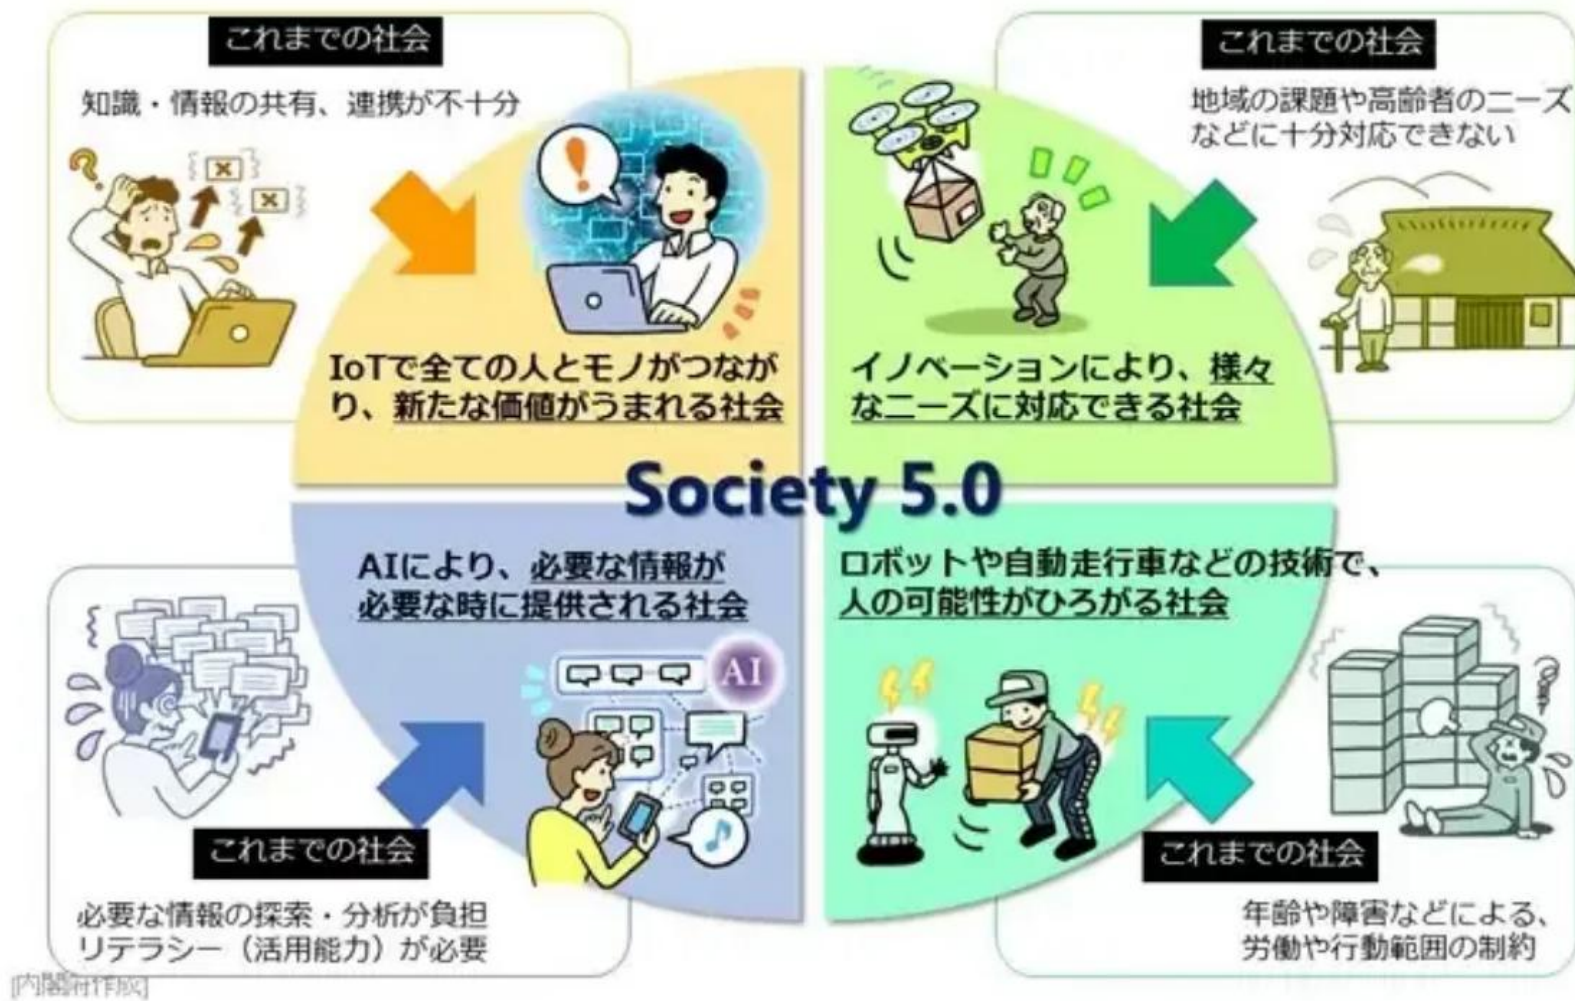 これまでの社会
知識・情報の共有、連携が不十分
IoTで全ての人とモノがつなが
り、新たな価値がうまれる社会
これまでの社会
地域の課題や高齢者のニーズ
などに十分対応できない
イノベーションにより、様々
なニーズに対応できる社会
Society 5.0
AIにより、必要な情報が
必要な時に提供される社会
AI
これまでの社会
必要な情報の探索・分析が負担
リテラシー（活用能力）が必要
ロボットや自動走行車などの技術で、
人の可能性がひろがる社会
これまでの社会
年齢や障害などによる、
労働や行動範囲の制約
[内閣府作成]